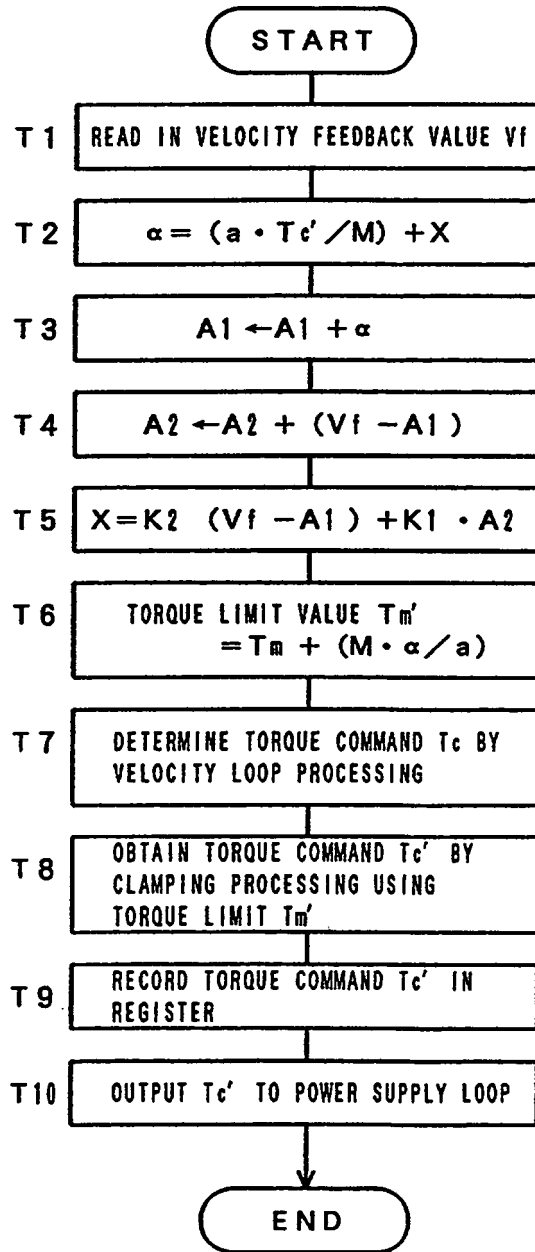 START
T1 READ IN VELOCITY FEEDBACK VALUE Vf
T2 α = (a・Tc'/M) + X
T3 A1 ← A1 + α
T4 A2 ← A2 + (Vf − A1)
T5 X = K2 (Vf − A1) + K1・A2
T6 TORQUE LIMIT VALUE Tm'
= Tm + (M・α/a)
T7 DETERMINE TORQUE COMMAND Tc BY
VELOCITY LOOP PROCESSING
T8 OBTAIN TORQUE COMMAND Tc' BY
CLAMPING PROCESSING USING
TORQUE LIMIT Tm'
T9 RECORD TORQUE COMMAND Tc' IN
REGISTER
T10 OUTPUT Tc' TO POWER SUPPLY LOOP
END